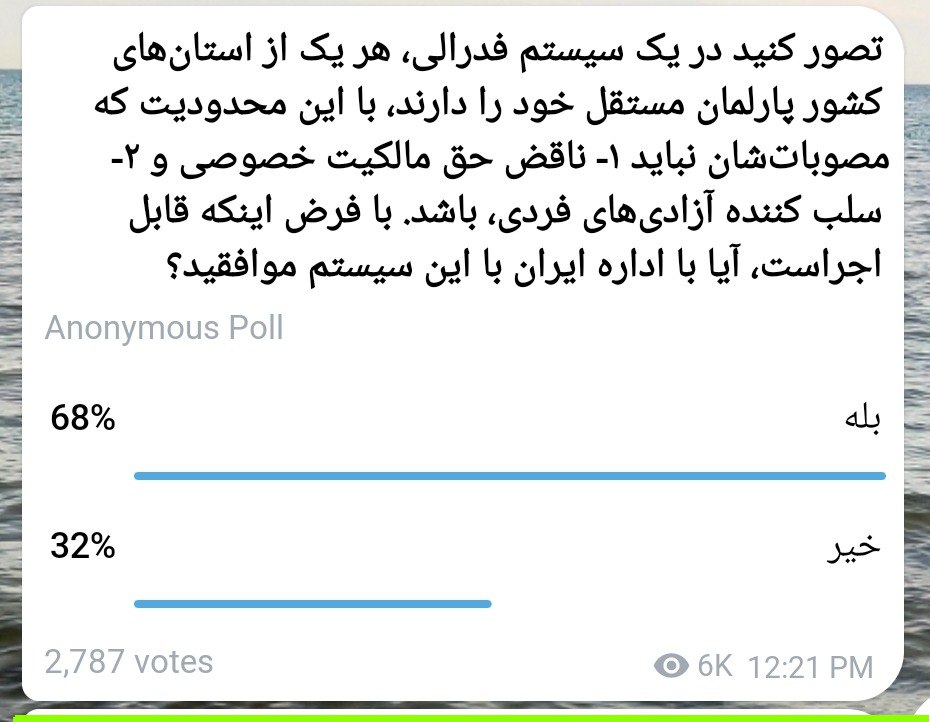 تصور کنید در یک سیستم فدرالی، هر یک از استان‌های
کشور پارلمان مستقل خود را دارند، با این محدودیت که
مصوبات‌شان نباید ۱- ناقض حق مالکیت خصوصی و ۲-
سلب کننده آزادی‌های فردی، باشد. با فرض اینکه قابل
اجراست، آیا با اداره ایران با این سیستم موافقید؟
Anonymous Poll
68% بله
32% خیر
2,787 votes 6K 12:21 PM